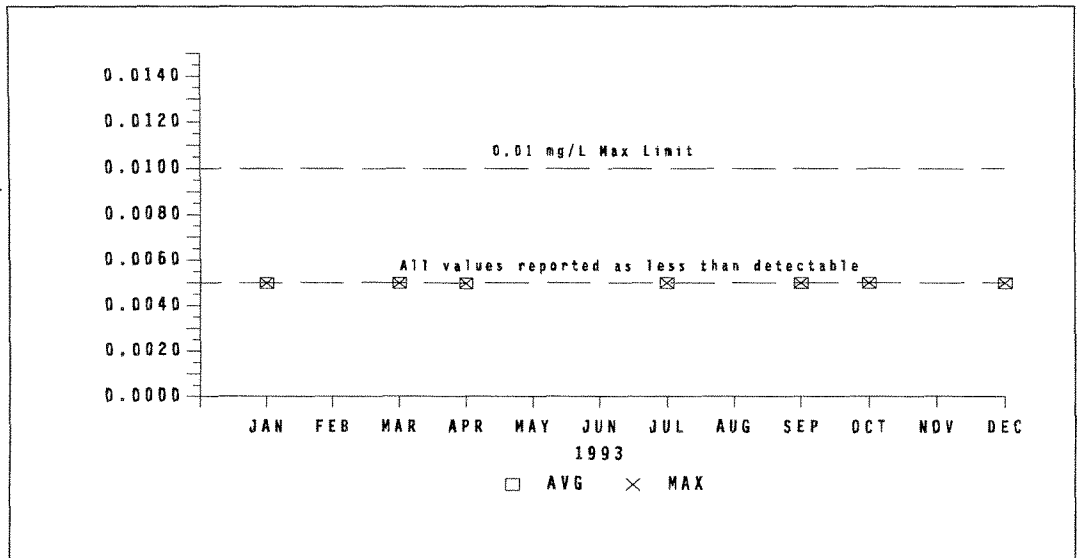 0.0140
0.0120
0.01 mg/L Max Limit
0.0100
0.0080
0.0060
All values reported as less than detectable
0.0040
0.0020
0.0000
JAN FEB MAR APR MAY JUN JUL AUG SEP OCT NOV DEC
1993
AVG MAX